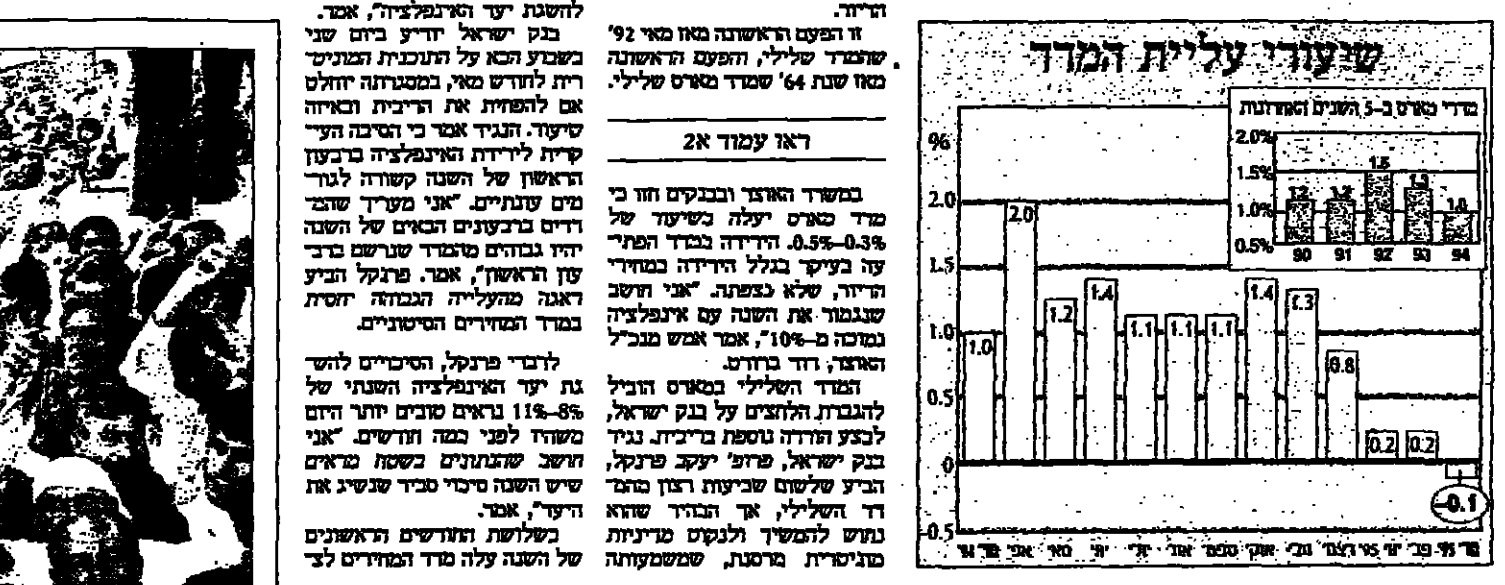 שיעורי עליית המדד
מדדי מארס ב-5 השנים האחרונות
2.0%
1.5%
1.0%
0.5%
1.2 1.2 1.5 1.3 1.0
90 91 92 93 94
%
2.0
1.5
1.0
0.5
0
-0.5
1.0 2.0 1.2 1.4 1.1 1.1 1.1 1.4 1.3 0.8 0.2 0.2 -0.1
אפר' מאי יוני יולי אוג' ספט' אוק' נוב' דצמ'
הדיור.
זו הפעם הראשונה מאז מאי 92'
שהמדד שלילי, והפעם הראשונה
מאז שנת 64' שמדד מארס שלילי.
ראו עמוד 2א
במשרד האוצר ובבנקים חזו כי
מדד מארס יעלה בשיעור של
0.3%–0.5%. הירידה במדד הפתי־
עה בעיקר בגלל הירידה במחירי
הדיור, שלא נצפתה. "אני חושב
שנגמור את השנה עם אינפלציה
נמוכה מ–10%", אמר אמש מנכ"ל
האוצר, דוד ברודט.
המדד השלילי במארס הוביל
להגברת הלחצים על בנק ישראל,
לבצע הורדה נוספת בריבית. נגיד
בנק ישראל, פרופ' יעקב פרנקל,
הביע שלשום שביעות רצון מהמ־
דד השלילי, אך הבהיר שהוא
נחוש להמשיך ולנקוט מדיניות
מוניטרית מרסנת, שמשמעותה
להשגת יעד האינפלציה", אמר.
בנק ישראל יודיע ביום שני
בשבוע הבא על התוכנית המוניט־
רית לחודש מאי, במסגרתה יוחלט
אם להפחית את הריבית ובאיזה
שיעור. הנגיד אמר כי הסיבה העי־
קרית לירידת האינפלציה ברבעון
הראשון של השנה קשורה לגור־
מים עונתיים. "אני מעריך שהמ־
דדים ברבעונים הבאים של השנה
יהיו גבוהים מהמדד שנרשם ברב־
עון הראשון", אמר. פרנקל הביע
דאגה מהעלייה הגבוהה יחסית
במדד המחירים הסיטוניים.
לדברי פרנקל, הסיכויים להש־
גת יעד האינפלציה השנתי של
8%–11% נראים טובים יותר היום
משהיו לפני כמה חודשים. "אני
חושב שהנתונים בשטח מראים
שיש השנה סיכוי סביר שנשיג את
היעד", אמר.
בשלושת החודשים הראשונים
של השנה עלה מדד המחירים לצ־